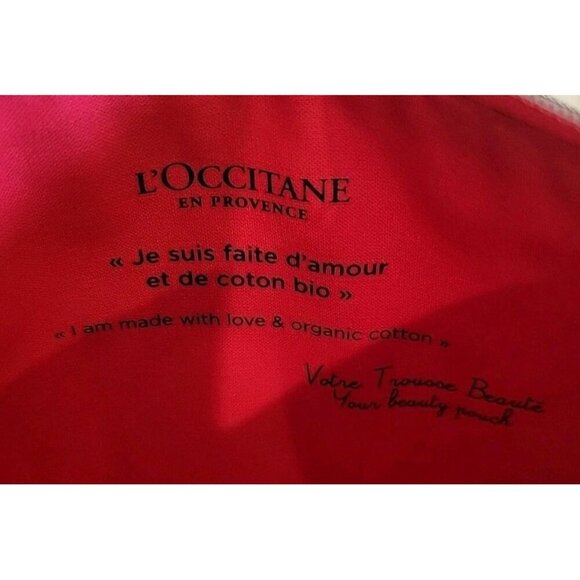 L'OCCITANE
EN PROVENCE
« Je suis faite d'amour
et de coton bio »
« I am made with love & organic cotton »
Votre Trousse Beauté
Your beauty pouch